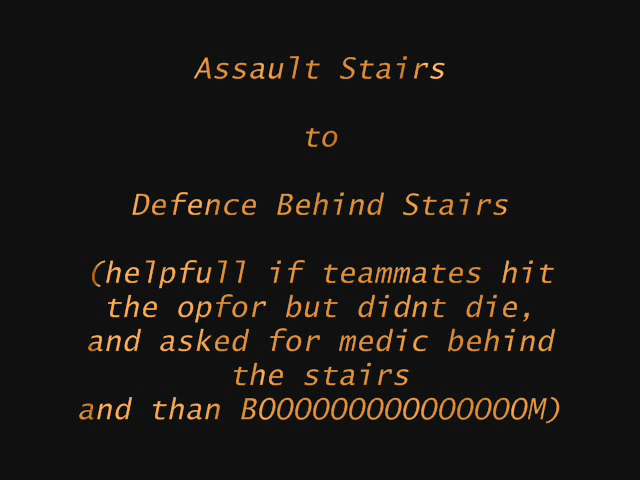 Assault Stairs
to
Defence Behind Stairs
(helpfull if teammates hit
the opfor but didnt die,
and asked for medic behind
the stairs
and than BOOOOOOOOOOOOOOOM)